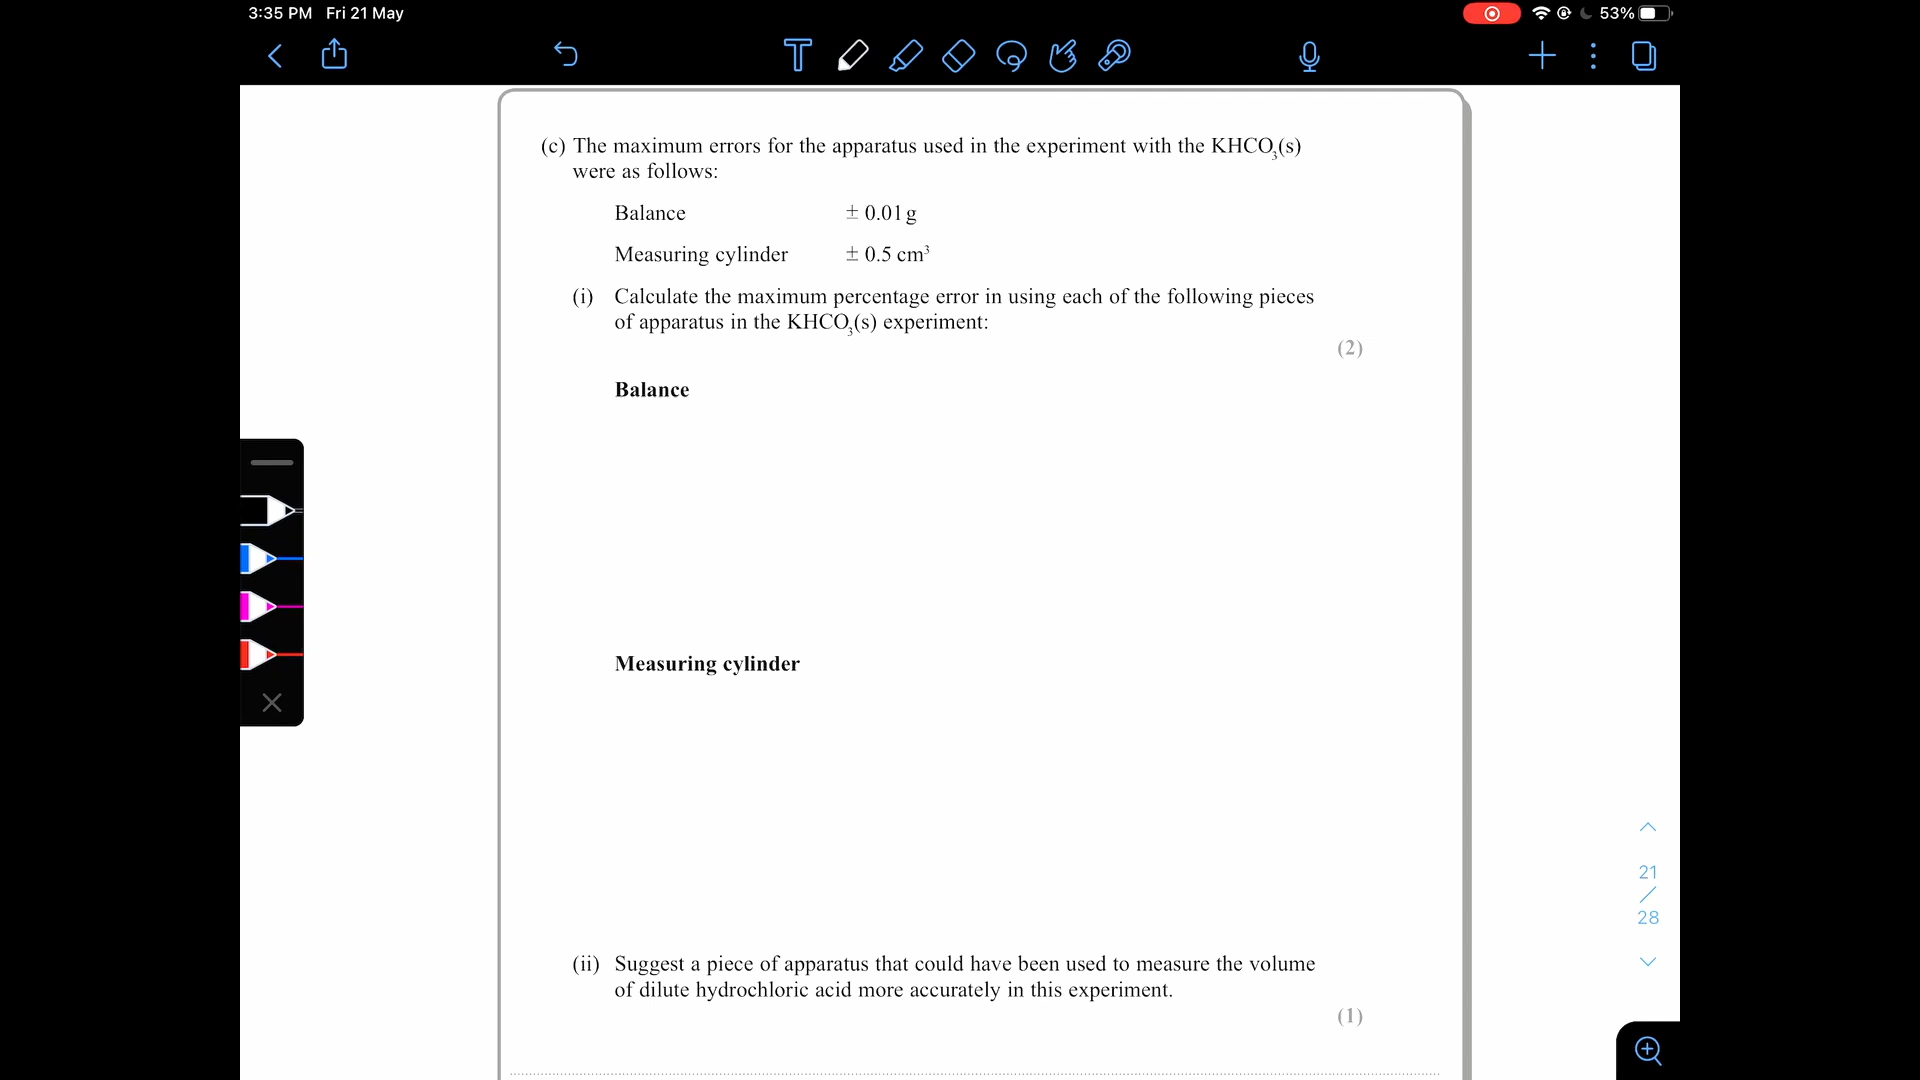 3:35 PM Fri 21 May
53%
(c) The maximum errors for the apparatus used in the experiment with the KHCO₃(s)
were as follows:
Balance ± 0.01 g
Measuring cylinder ± 0.5 cm³
(i) Calculate the maximum percentage error in using each of the following pieces
of apparatus in the KHCO₃(s) experiment:
(2)
Balance
Measuring cylinder
21
/
28
(ii) Suggest a piece of apparatus that could have been used to measure the volume
of dilute hydrochloric acid more accurately in this experiment.
(1)